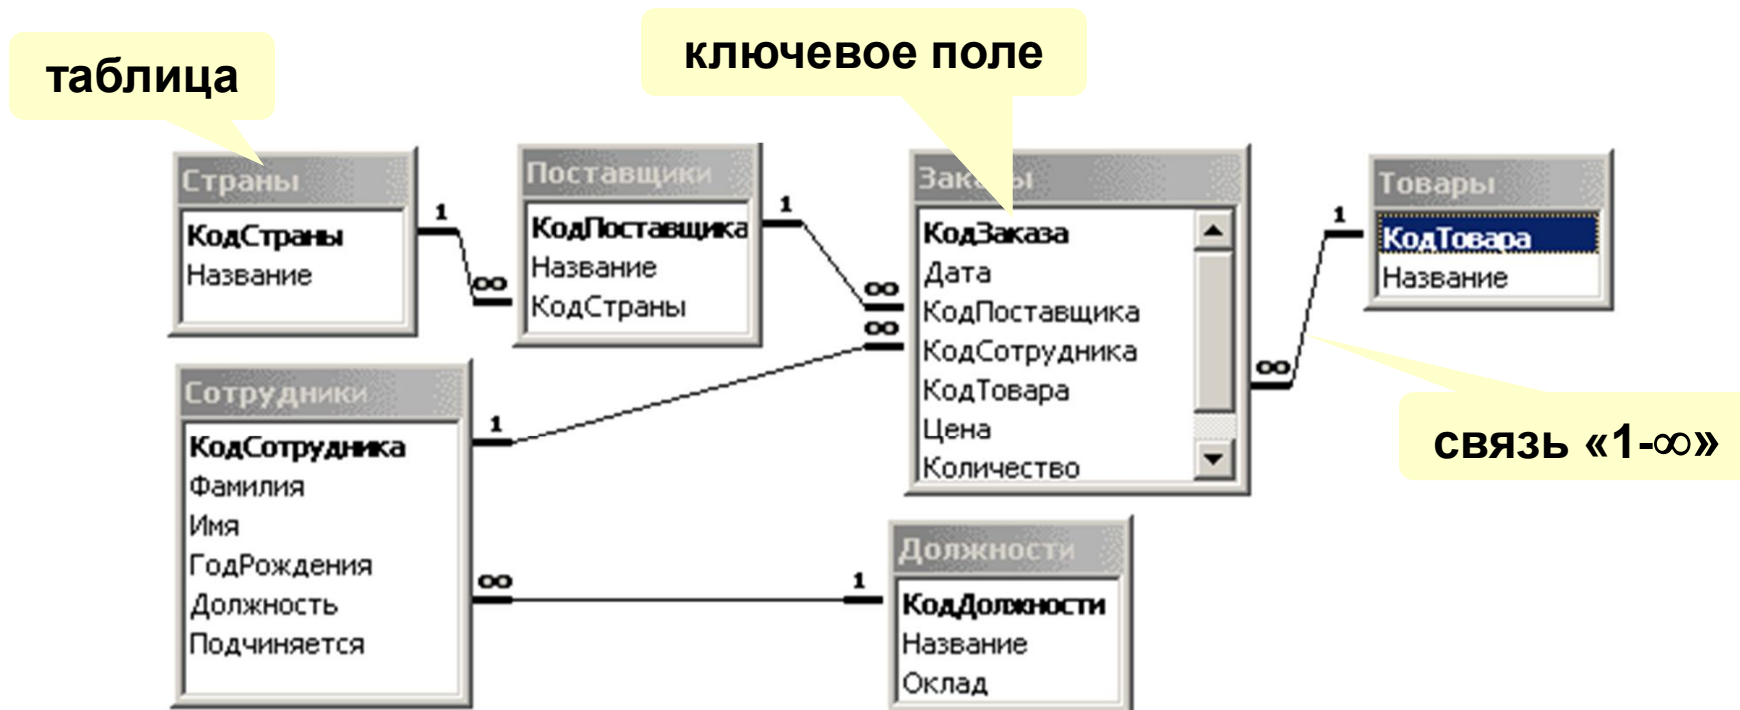 таблица
ключевое поле
Страны
КодСтраны
Название
1
∞
Поставщики
КодПоставщика
Название
КодСтраны
1
∞
∞
Заказы
КодЗаказа
Дата
КодПоставщика
КодСотрудника
КодТовара
Цена
Количество
1
∞
Товары
КодТовара
Название
связь «1-∞»
Сотрудники
КодСотрудника
Фамилия
Имя
ГодРождения
Должность
Подчиняется
1
∞
1
Должности
КодДолжности
Название
Оклад